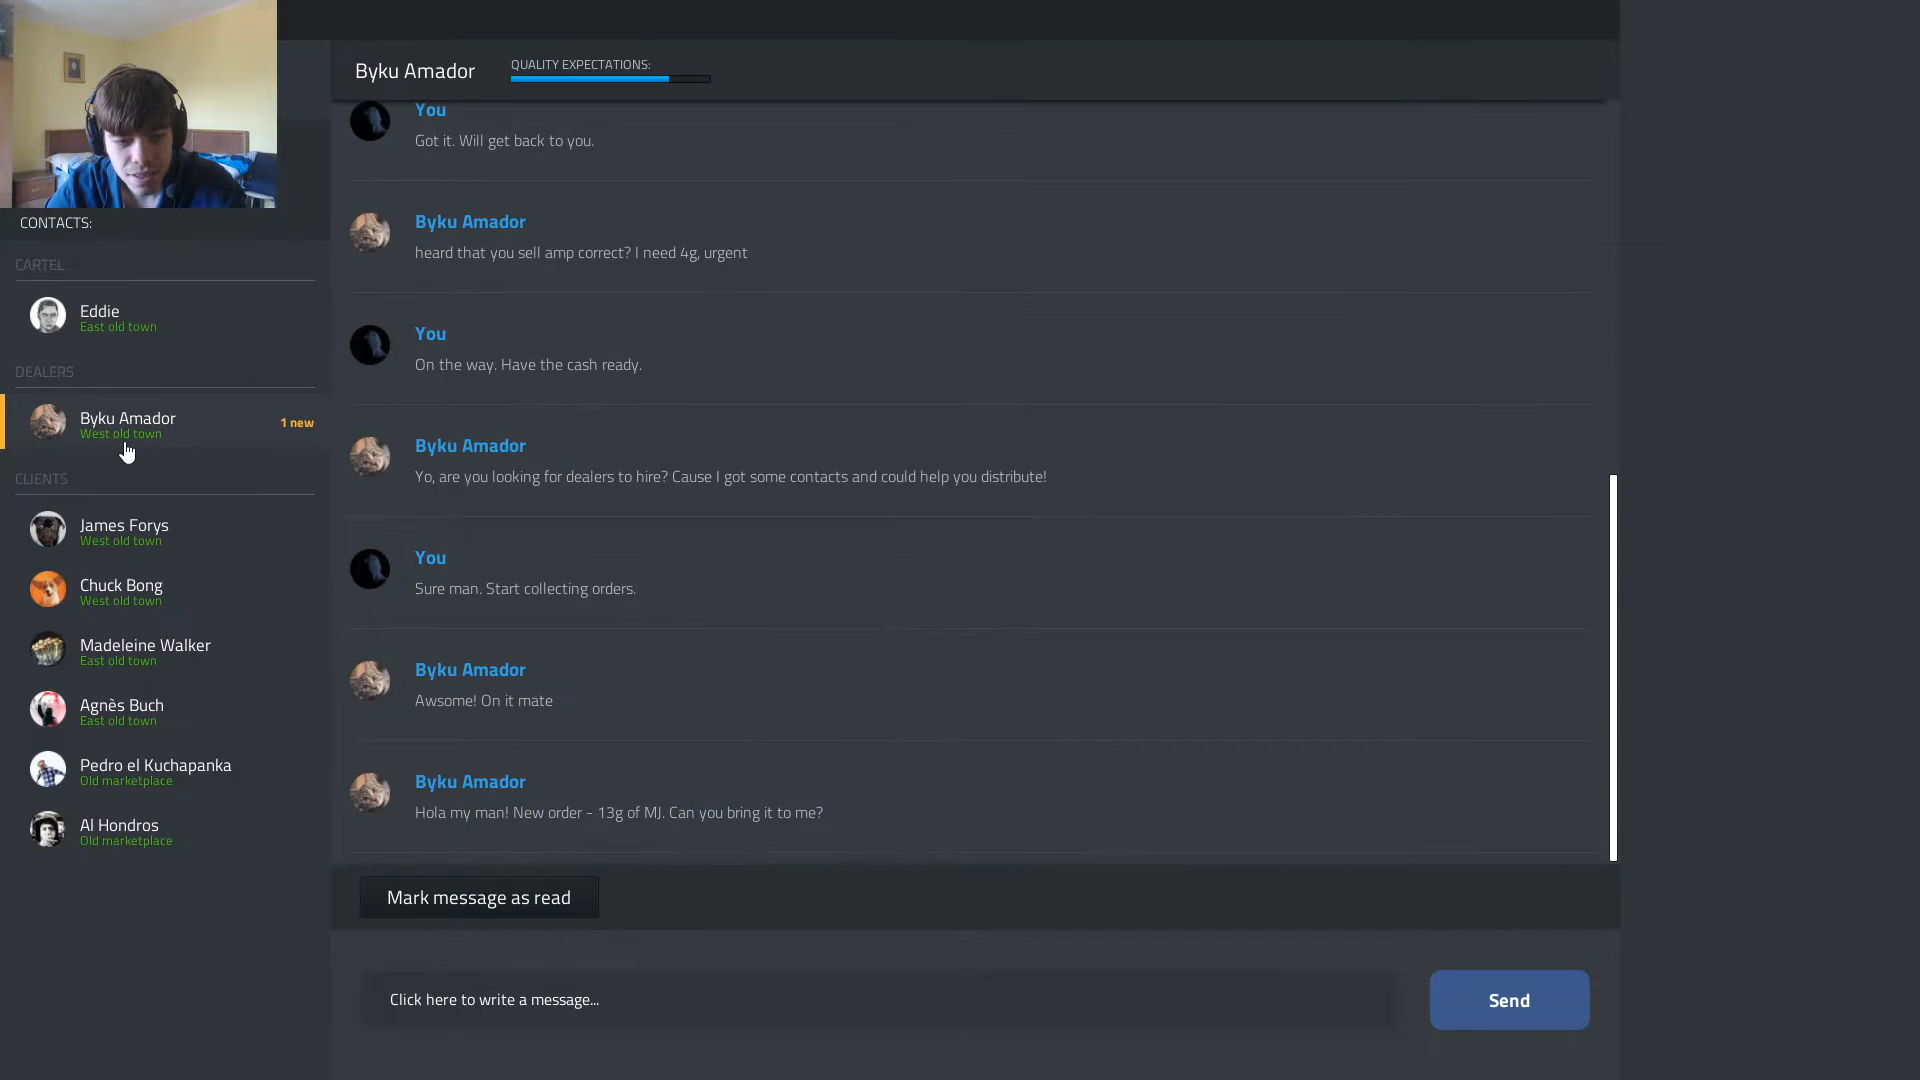 Byku Amador
QUALITY EXPECTATIONS:
CONTACTS:
CARTEL
Eddie
East old town
DEALERS
Byku Amador
West old town
1 new
CLIENTS
James Forys
West old town
Chuck Bong
West old town
Madeleine Walker
East old town
Agnès Buch
East old town
Pedro el Kuchapanka
Old marketplace
Al Hondros
Old marketplace
You
Got it. Will get back to you.
Byku Amador
heard that you sell amp correct? I need 4g, urgent
You
On the way. Have the cash ready.
Byku Amador
Yo, are you looking for dealers to hire? Cause I got some contacts and could help you distribute!
You
Sure man. Start collecting orders.
Byku Amador
Awsome! On it mate
Byku Amador
Hola my man! New order - 13g of MJ. Can you bring it to me?
Mark message as read
Click here to write a message...
Send